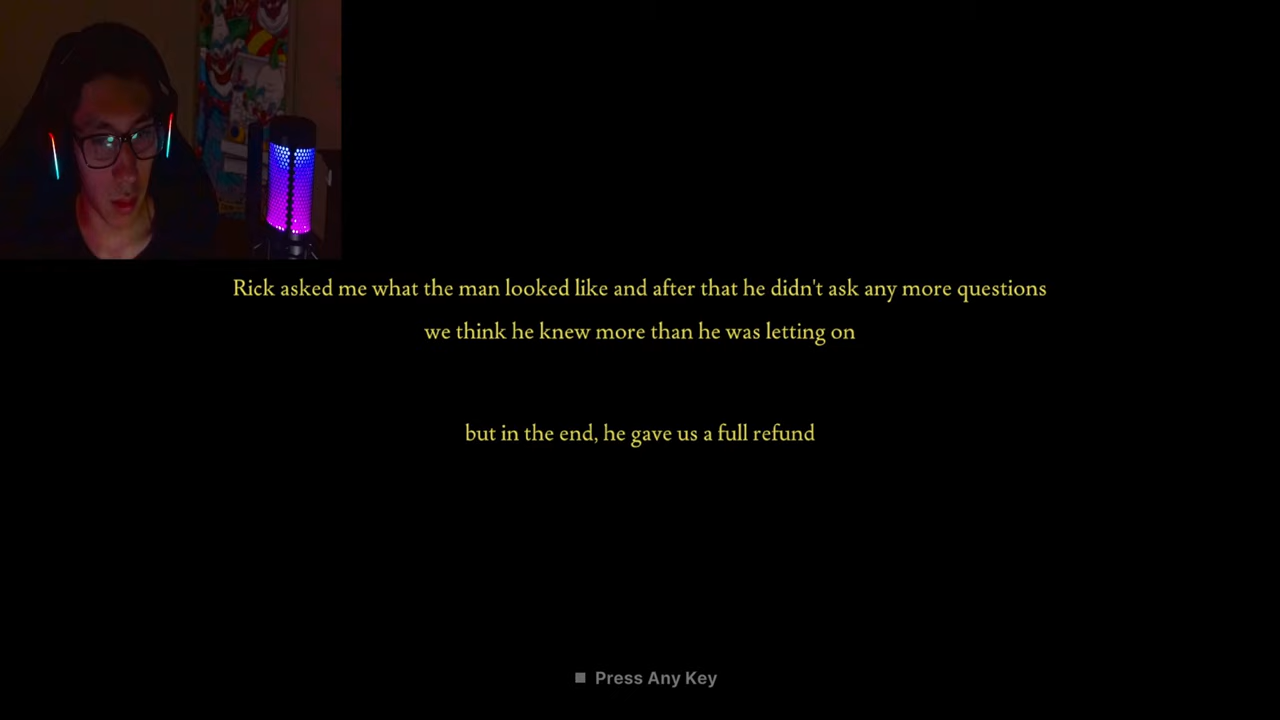 Rick asked me what the man looked like and after that he didn't ask any more questions
we think he knew more than he was letting on
but in the end, he gave us a full refund
Press Any Key